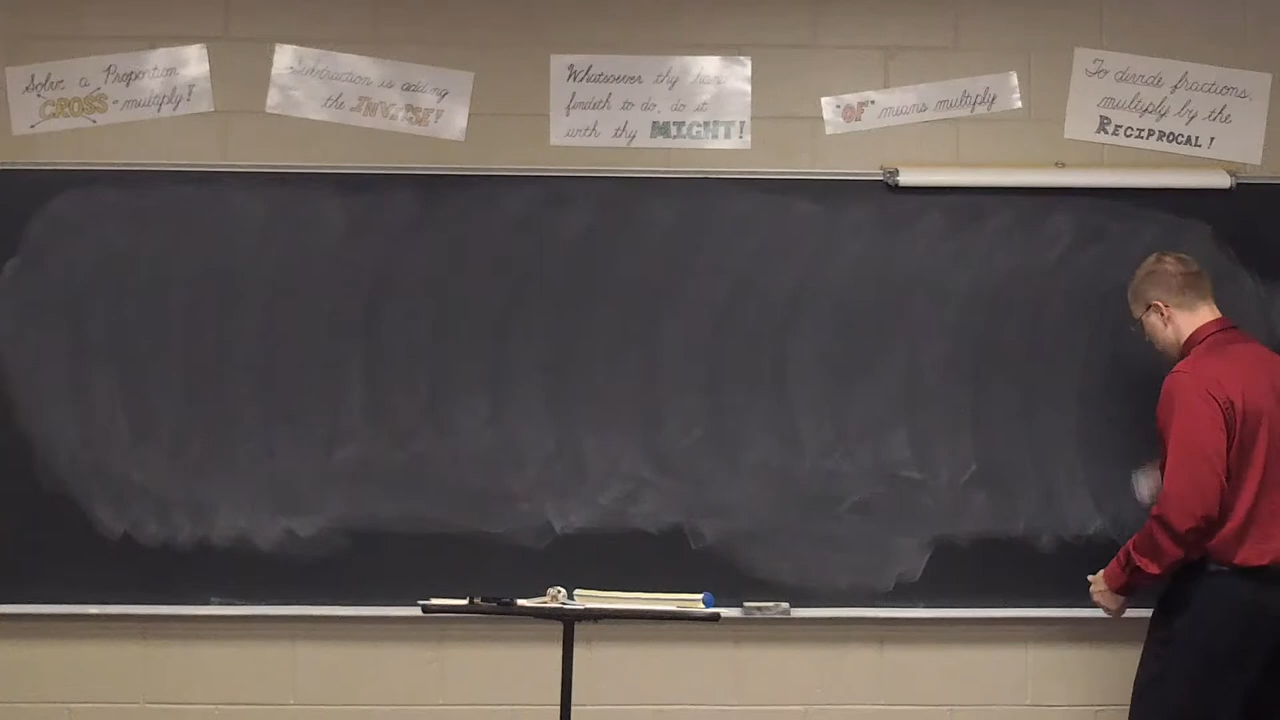 Solve a Proportion
CROSS-multiply!
Subtraction is adding
the INVERSE!
Whatsoever thy hand
findeth to do, do it
with thy MIGHT!
"OF" means multiply
To divide fractions,
multiply by the
RECIPROCAL!